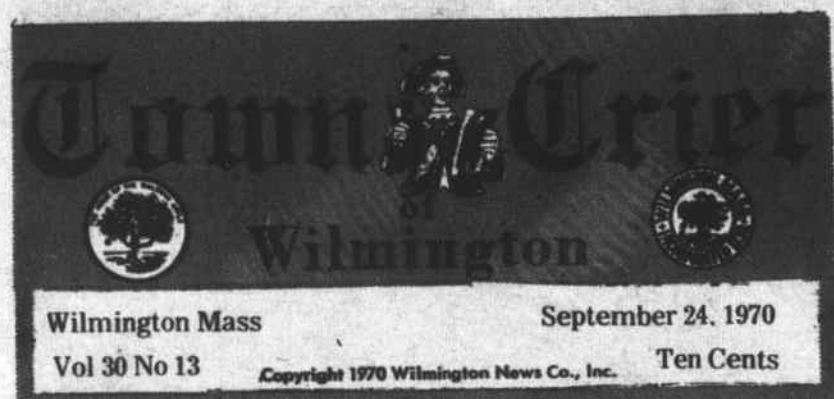 Town Crier
of
Wilmington
Wilmington Mass September 24, 1970
Vol 30 No 13 Copyright 1970 Wilmington News Co., Inc. Ten Cents